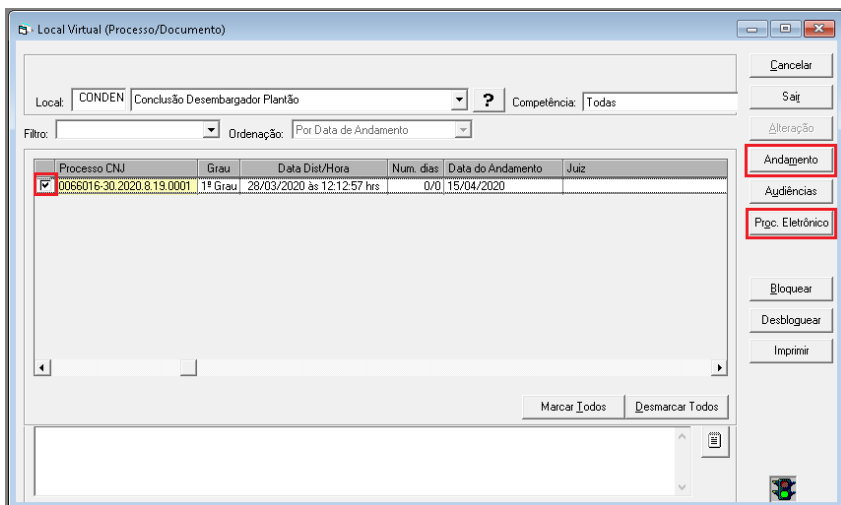 Local Virtual (Processo/Documento)
Cancelar
Local: CONDEN Conclusão Desembargador Plantão ? Competência: Todas
Sair
Filtro: Ordenação: Por Data de Andamento
Alteração
Andamento
Processo CNJ Grau Data Dist/Hora Num. dias Data do Andamento Juiz
0066016-30.2020.8.19.0001 1º Grau 28/03/2020 às 12:12:57 hrs 0/0 15/04/2020
Audiências
Proc. Eletrônico
Bloquear
Desbloquear
Imprimir
Marcar Todos Desmarcar Todos